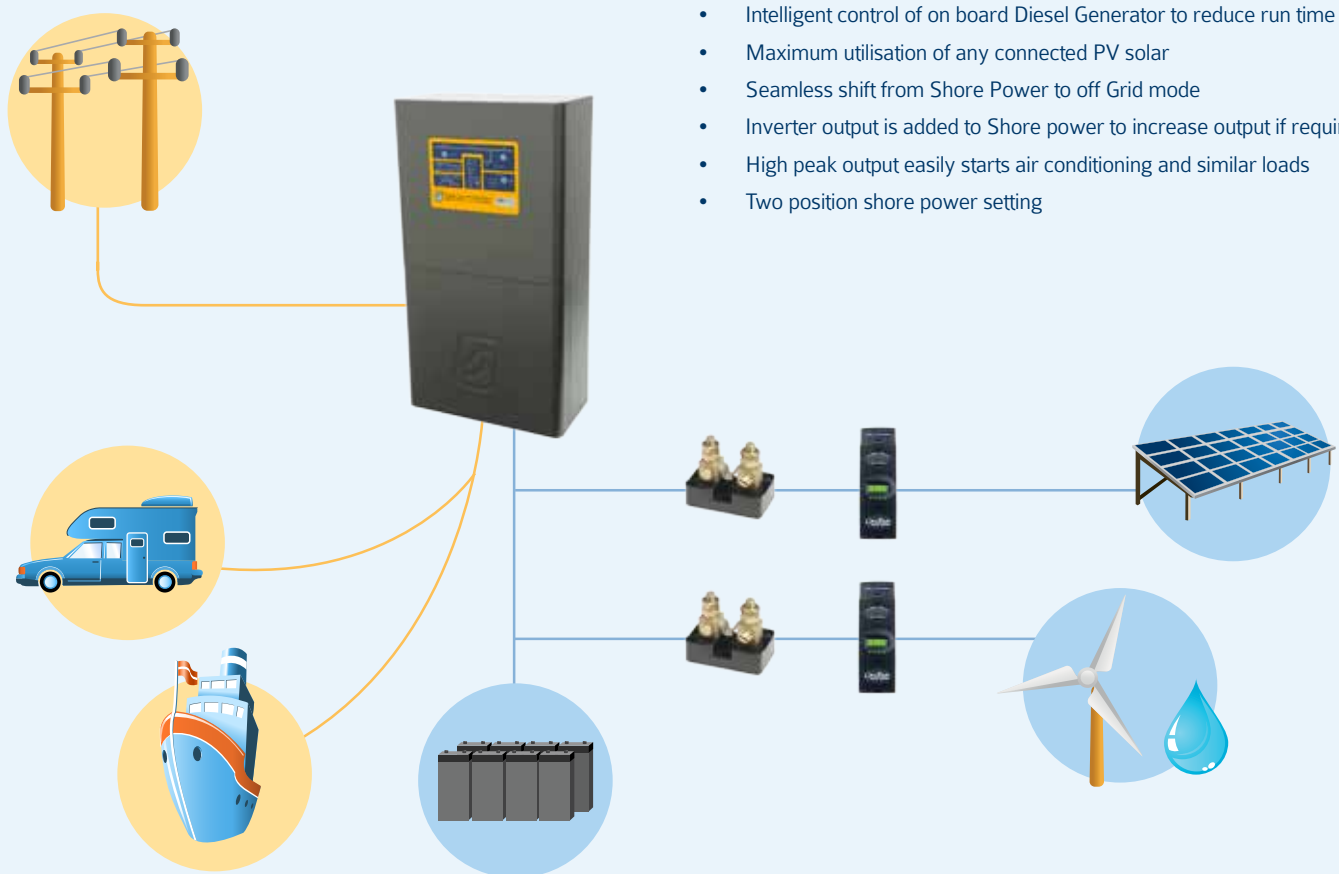 • Intelligent control of on board Diesel Generator to reduce run time
• Maximum utilisation of any connected PV solar
• Seamless shift from Shore Power to off Grid mode
• Inverter output is added to Shore power to increase output if requi
• High peak output easily starts air conditioning and similar loads
• Two position shore power setting